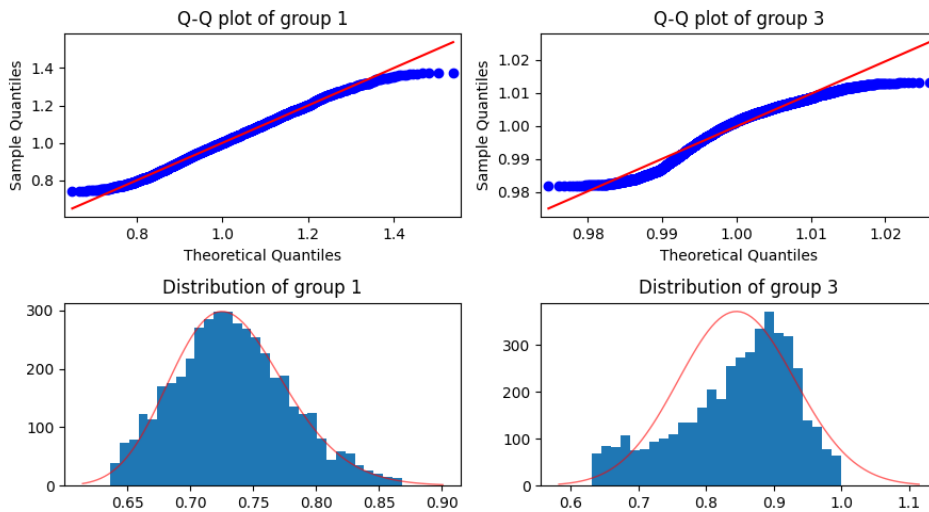 Q-Q plot of group 1
Sample Quantiles
1.4
1.2
1.0
0.8
0.8 1.0 1.2 1.4
Theoretical Quantiles
Q-Q plot of group 3
Sample Quantiles
1.02
1.01
1.00
0.99
0.98
0.98 0.99 1.00 1.01 1.02
Theoretical Quantiles
Distribution of group 1
300
200
100
0
0.65 0.70 0.75 0.80 0.85 0.90
Distribution of group 3
300
200
100
0
0.6 0.7 0.8 0.9 1.0 1.1